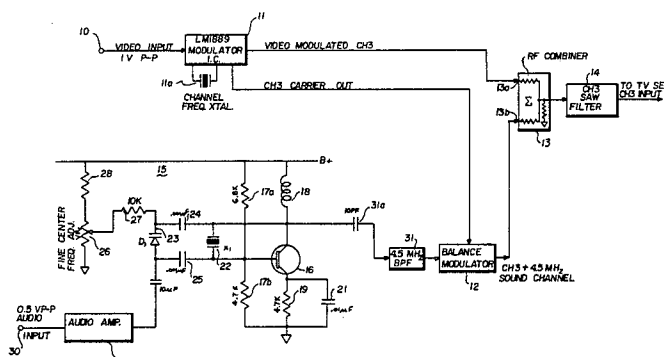 11
LM1889
MODULATOR
I.C.
10
VIDEO INPUT
1 V P-P
VIDEO MODULATED CH3
11a
CHANNEL
FREQ. XTAL.
CH3 CARRIER OUT
RF COMBINER
13a
Σ
13b
13
14
CH3
SAW
FILTER
TO TV SET
CH3 INPUT
15
B+
28
FINE CENTER
FREQ. ADJ.
26
10K
27
D1
23
24
25
6.8K
17a
18
X1
22
16
10PF
31a
31
4.5 MHz
BPF
BALANCE
MODULATOR
12
CH3 + 4.5 MHz
SOUND CHANNEL
10µF
4.7K
17b
4.7K
19
21
.01µF
0.5 VP-P
AUDIO
INPUT
30
AUDIO AMP.